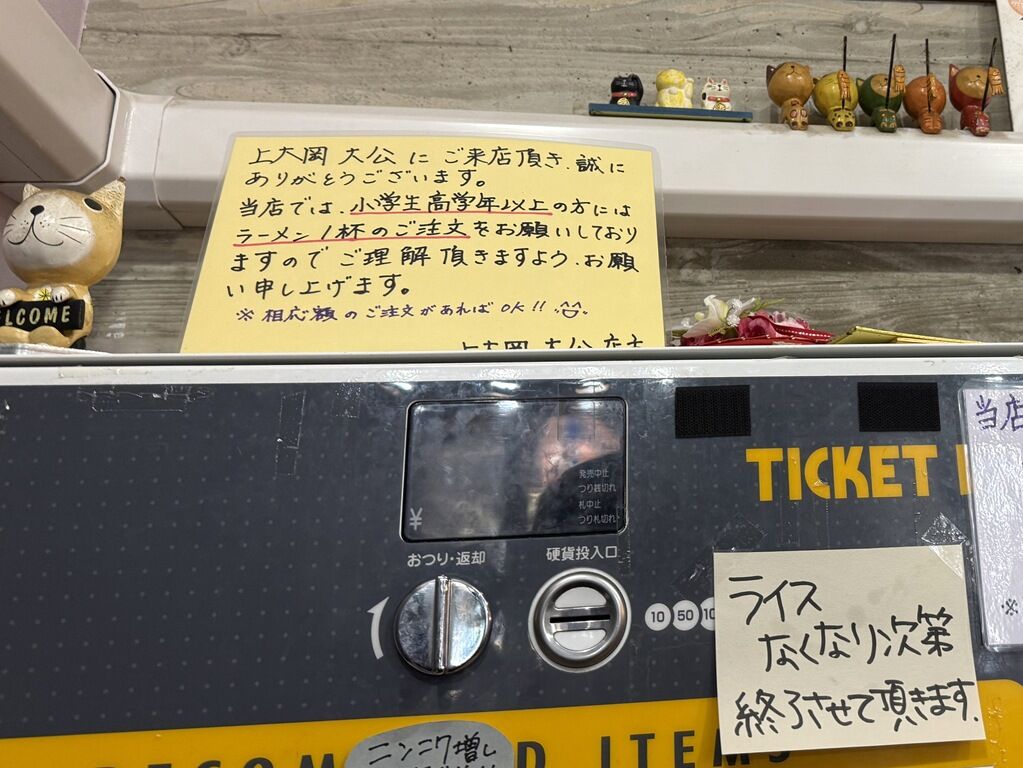 上大岡 大公 に ご来店頂き、誠に
ありがとうございます。
当店では、小学生高学年以上の方には
ラーメン1杯のご注文をお願いしており
ますのでご理解頂きますよう、お願
い申し上げます。
※ 相応額のご注文があればOK!!
上大岡 大公
WELCOME
TICKET
当店
※
発売中止
つり銭切れ
札中止
つり札切れ
¥
おつり・返却
硬貨投入口
10 50
ライス
なくなり次第
終了させて頂きます.
ITEMS
ニンニク増し